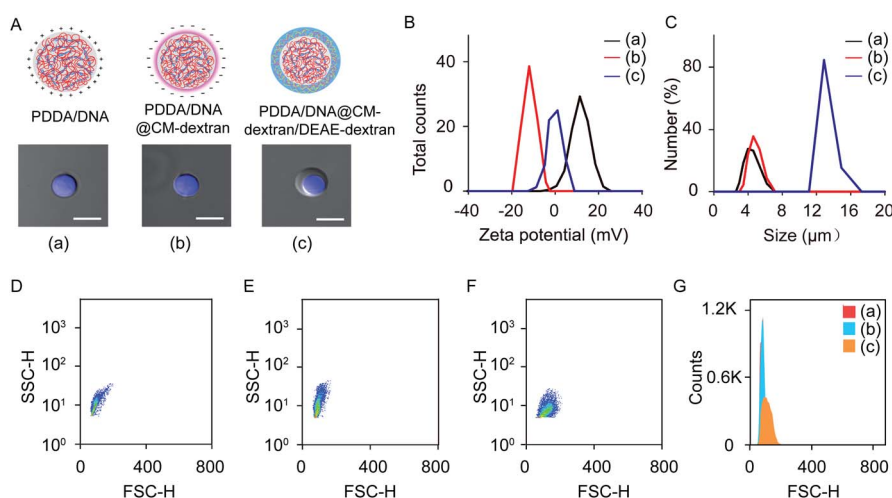 A
PDDA/DNA
PDDA/DNA
@CM-dextran
PDDA/DNA@CM-
dextran/DEAE-dextran
(a)
(b)
(c)
B
(a)
(b)
(c)
Total counts
40
20
0
-40
-20
0
20
40
Zeta potential (mV)
C
(a)
(b)
(c)
Number (%)
80
40
0
0
4
8
12
16
20
Size (μm)
D
SSC-H
10³
10²
10¹
10⁰
0
400
800
FSC-H
E
SSC-H
10³
10²
10¹
10⁰
0
400
800
FSC-H
F
SSC-H
10³
10²
10¹
10⁰
0
400
800
FSC-H
G
(a)
(b)
(c)
Counts
1.2K
0.6K
0
0
400
800
FSC-H